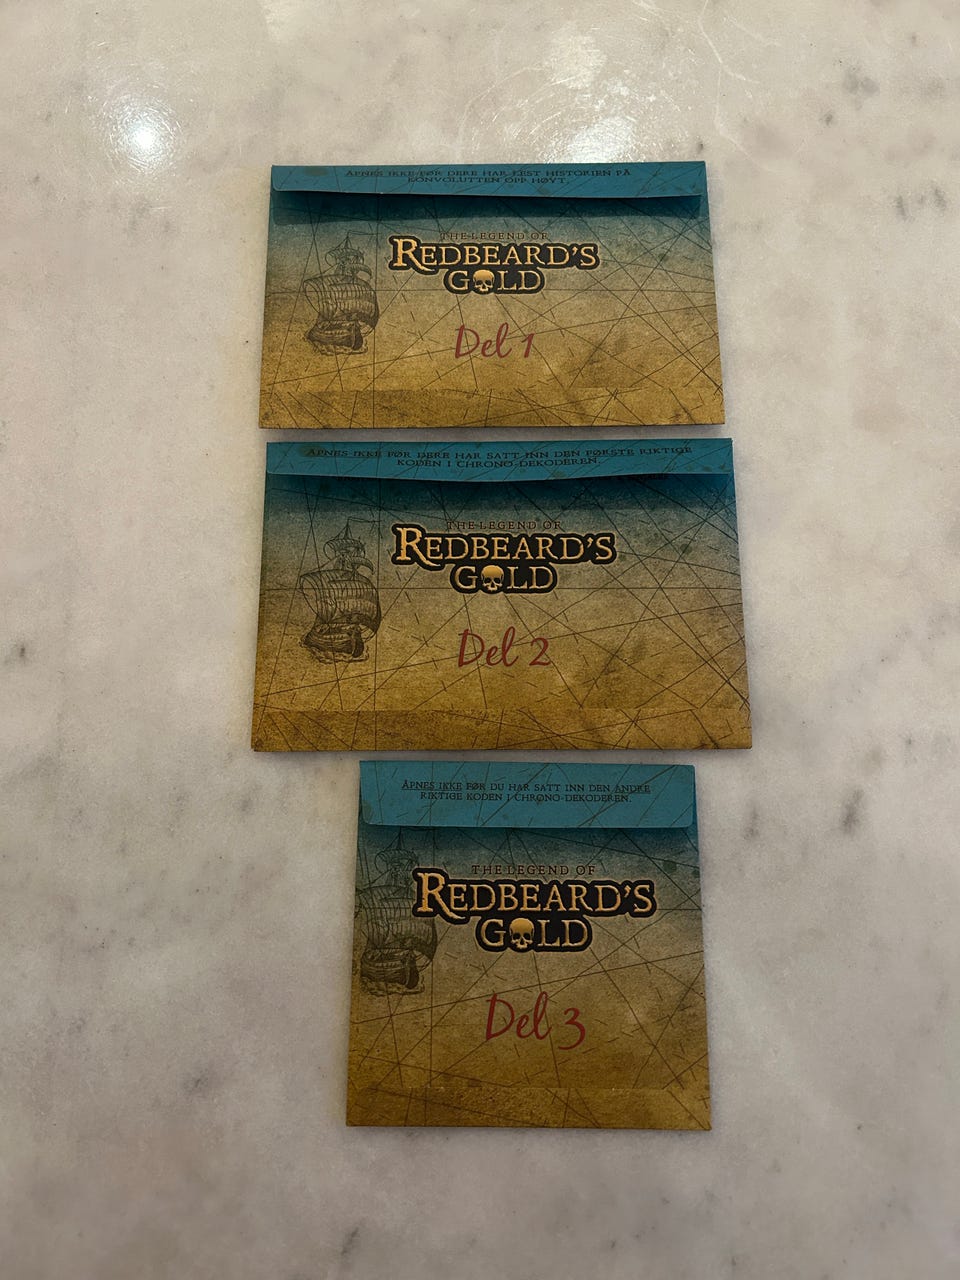 ÅPNES IKKE FØR DERE HAR LEST HISTORIEN PÅ
KONVOLUTTEN OPP HØYT.
THE LEGEND OF
REDBEARD'S
GOLD
Del 1
ÅPNES IKKE FØR DERE HAR SATT INN DEN FØRSTE RIKTIGE
KODEN I CHRONO-DEKODEREN.
THE LEGEND OF
REDBEARD'S
GOLD
Del 2
ÅPNES IKKE FØR DU HAR SATT INN DEN ANDRE
RIKTIGE KODEN I CHRONO-DEKODEREN.
THE LEGEND OF
REDBEARD'S
GOLD
Del 3